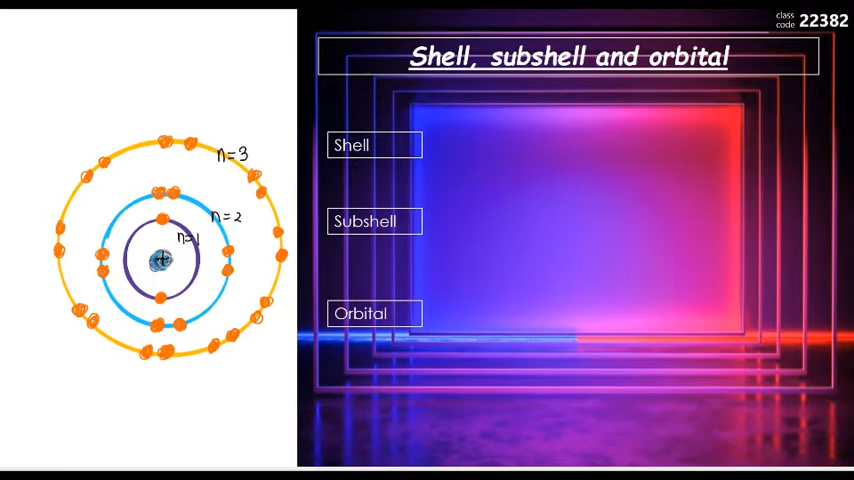 class
code 22382
Shell, subshell and orbital
n=3
Shell
n=2
Subshell
n=1
+
Orbital